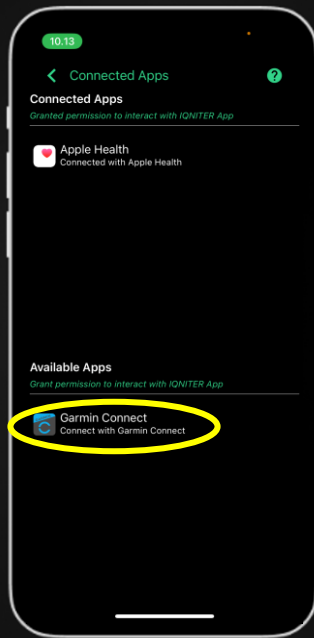 10.13
Connected Apps
?
Connected Apps
Granted permission to interact with IQNITER App
Apple Health
Connected with Apple Health
Available Apps
Grant permission to interact with IQNITER App
Garmin Connect
Connect with Garmin Connect